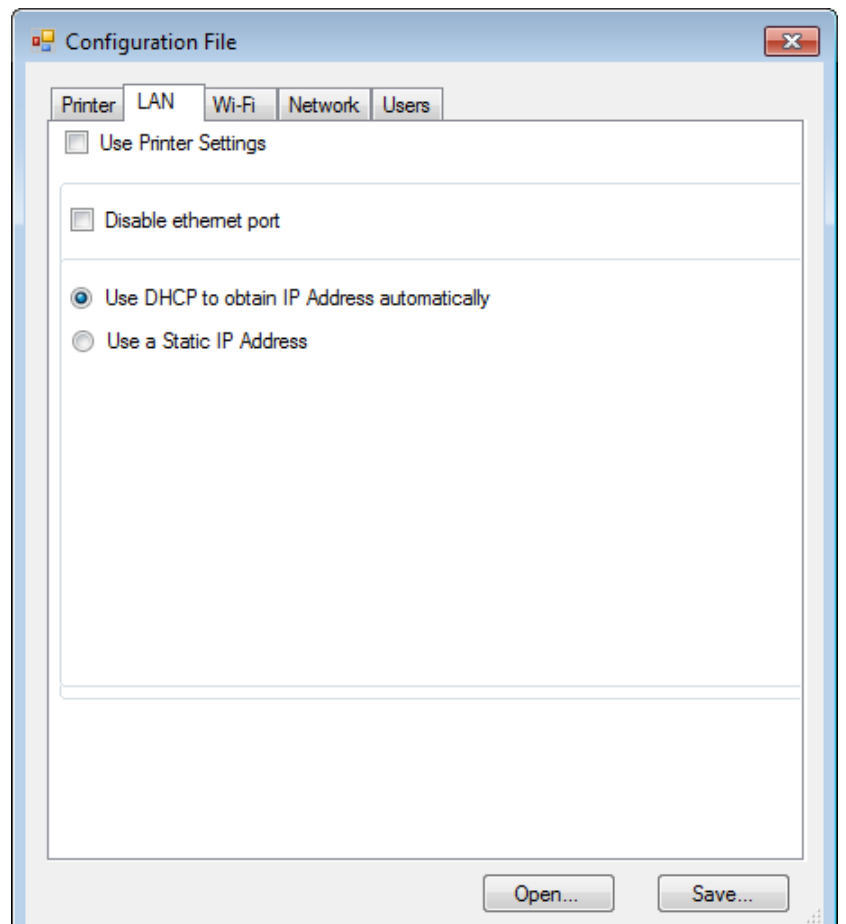 Configuration File
Printer LAN Wi-Fi Network Users
Use Printer Settings
Disable ethernet port
Use DHCP to obtain IP Address automatically
Use a Static IP Address
Open... Save...